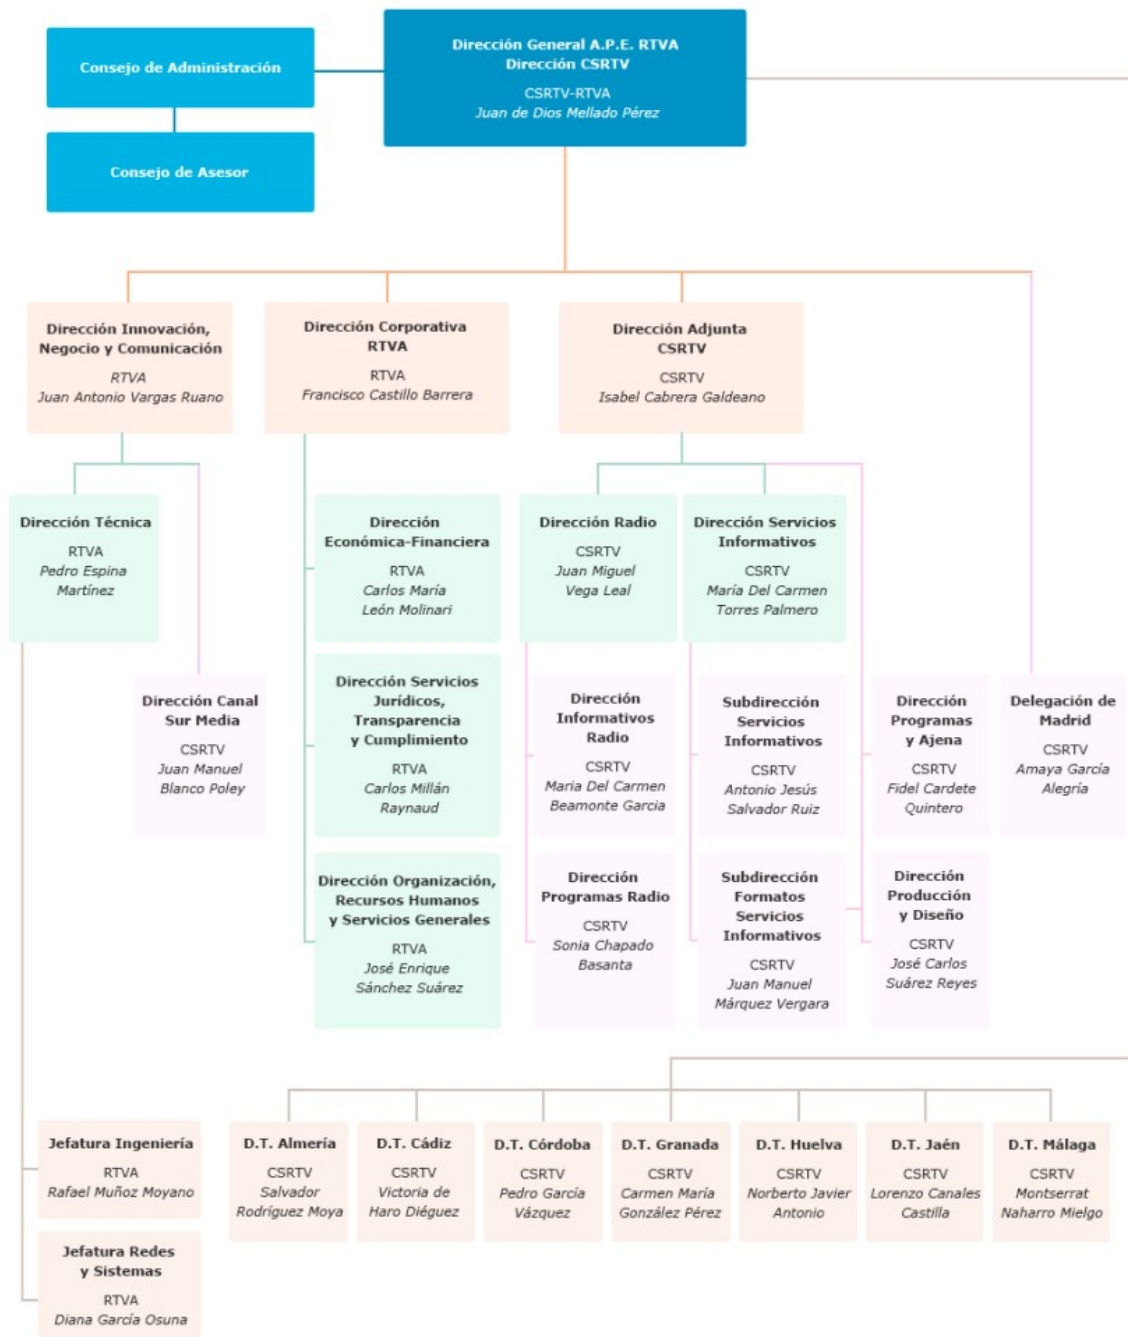 Consejo de Administración
Dirección General A.P.E. RTVA
Dirección CSRTV
CSRTV-RTVA
Juan de Dios Mellado Pérez
Consejo de Asesor
Dirección Innovación,
Negocio y Comunicación
RTVA
Juan Antonio Vargas Ruano
Dirección Corporativa
RTVA
RTVA
Francisco Castillo Barrera
Dirección Adjunta
CSRTV
CSRTV
Isabel Cabrera Galdeano
Dirección Técnica
RTVA
Pedro Espina
Martínez
Dirección
Económica-Financiera
RTVA
Carlos María
León Molinari
Dirección Radio
CSRTV
Juan Miguel
Vega Leal
Dirección Servicios
Informativos
CSRTV
María Del Carmen
Torres Palmero
Dirección Canal
Sur Media
CSRTV
Juan Manuel
Blanco Poley
Dirección Servicios
Jurídicos,
Transparencia
y Cumplimiento
RTVA
Carlos Millán
Raynaud
Dirección
Informativos
Radio
CSRTV
Maria Del Carmen
Beamonte Garcia
Subdirección
Servicios
Informativos
CSRTV
Antonio Jesús
Salvador Ruiz
Dirección
Programas
y Ajena
CSRTV
Fidel Cardete
Quintero
Delegación de
Madrid
CSRTV
Amaya García
Alegría
Dirección Organización,
Recursos Humanos
y Servicios Generales
RTVA
José Enrique
Sánchez Suárez
Dirección
Programas Radio
CSRTV
Sonia Chapado
Basanta
Subdirección
Formatos
Servicios
Informativos
CSRTV
Juan Manuel
Márquez Vergara
Dirección
Producción
y Diseño
CSRTV
José Carlos
Suárez Reyes
Jefatura Ingeniería
RTVA
Rafael Muñoz Moyano
D.T. Almería
CSRTV
Salvador
Rodríguez Moya
D.T. Cádiz
CSRTV
Victoria de
Haro Diéguez
D.T. Córdoba
CSRTV
Pedro García
Vázquez
D.T. Granada
CSRTV
Carmen María
González Pérez
D.T. Huelva
CSRTV
Norberto Javier
Antonio
D.T. Jaén
CSRTV
Lorenzo Canales
Castilla
D.T. Málaga
CSRTV
Montserrat
Naharro Mielgo
Jefatura Redes
y Sistemas
RTVA
Diana García Osuna